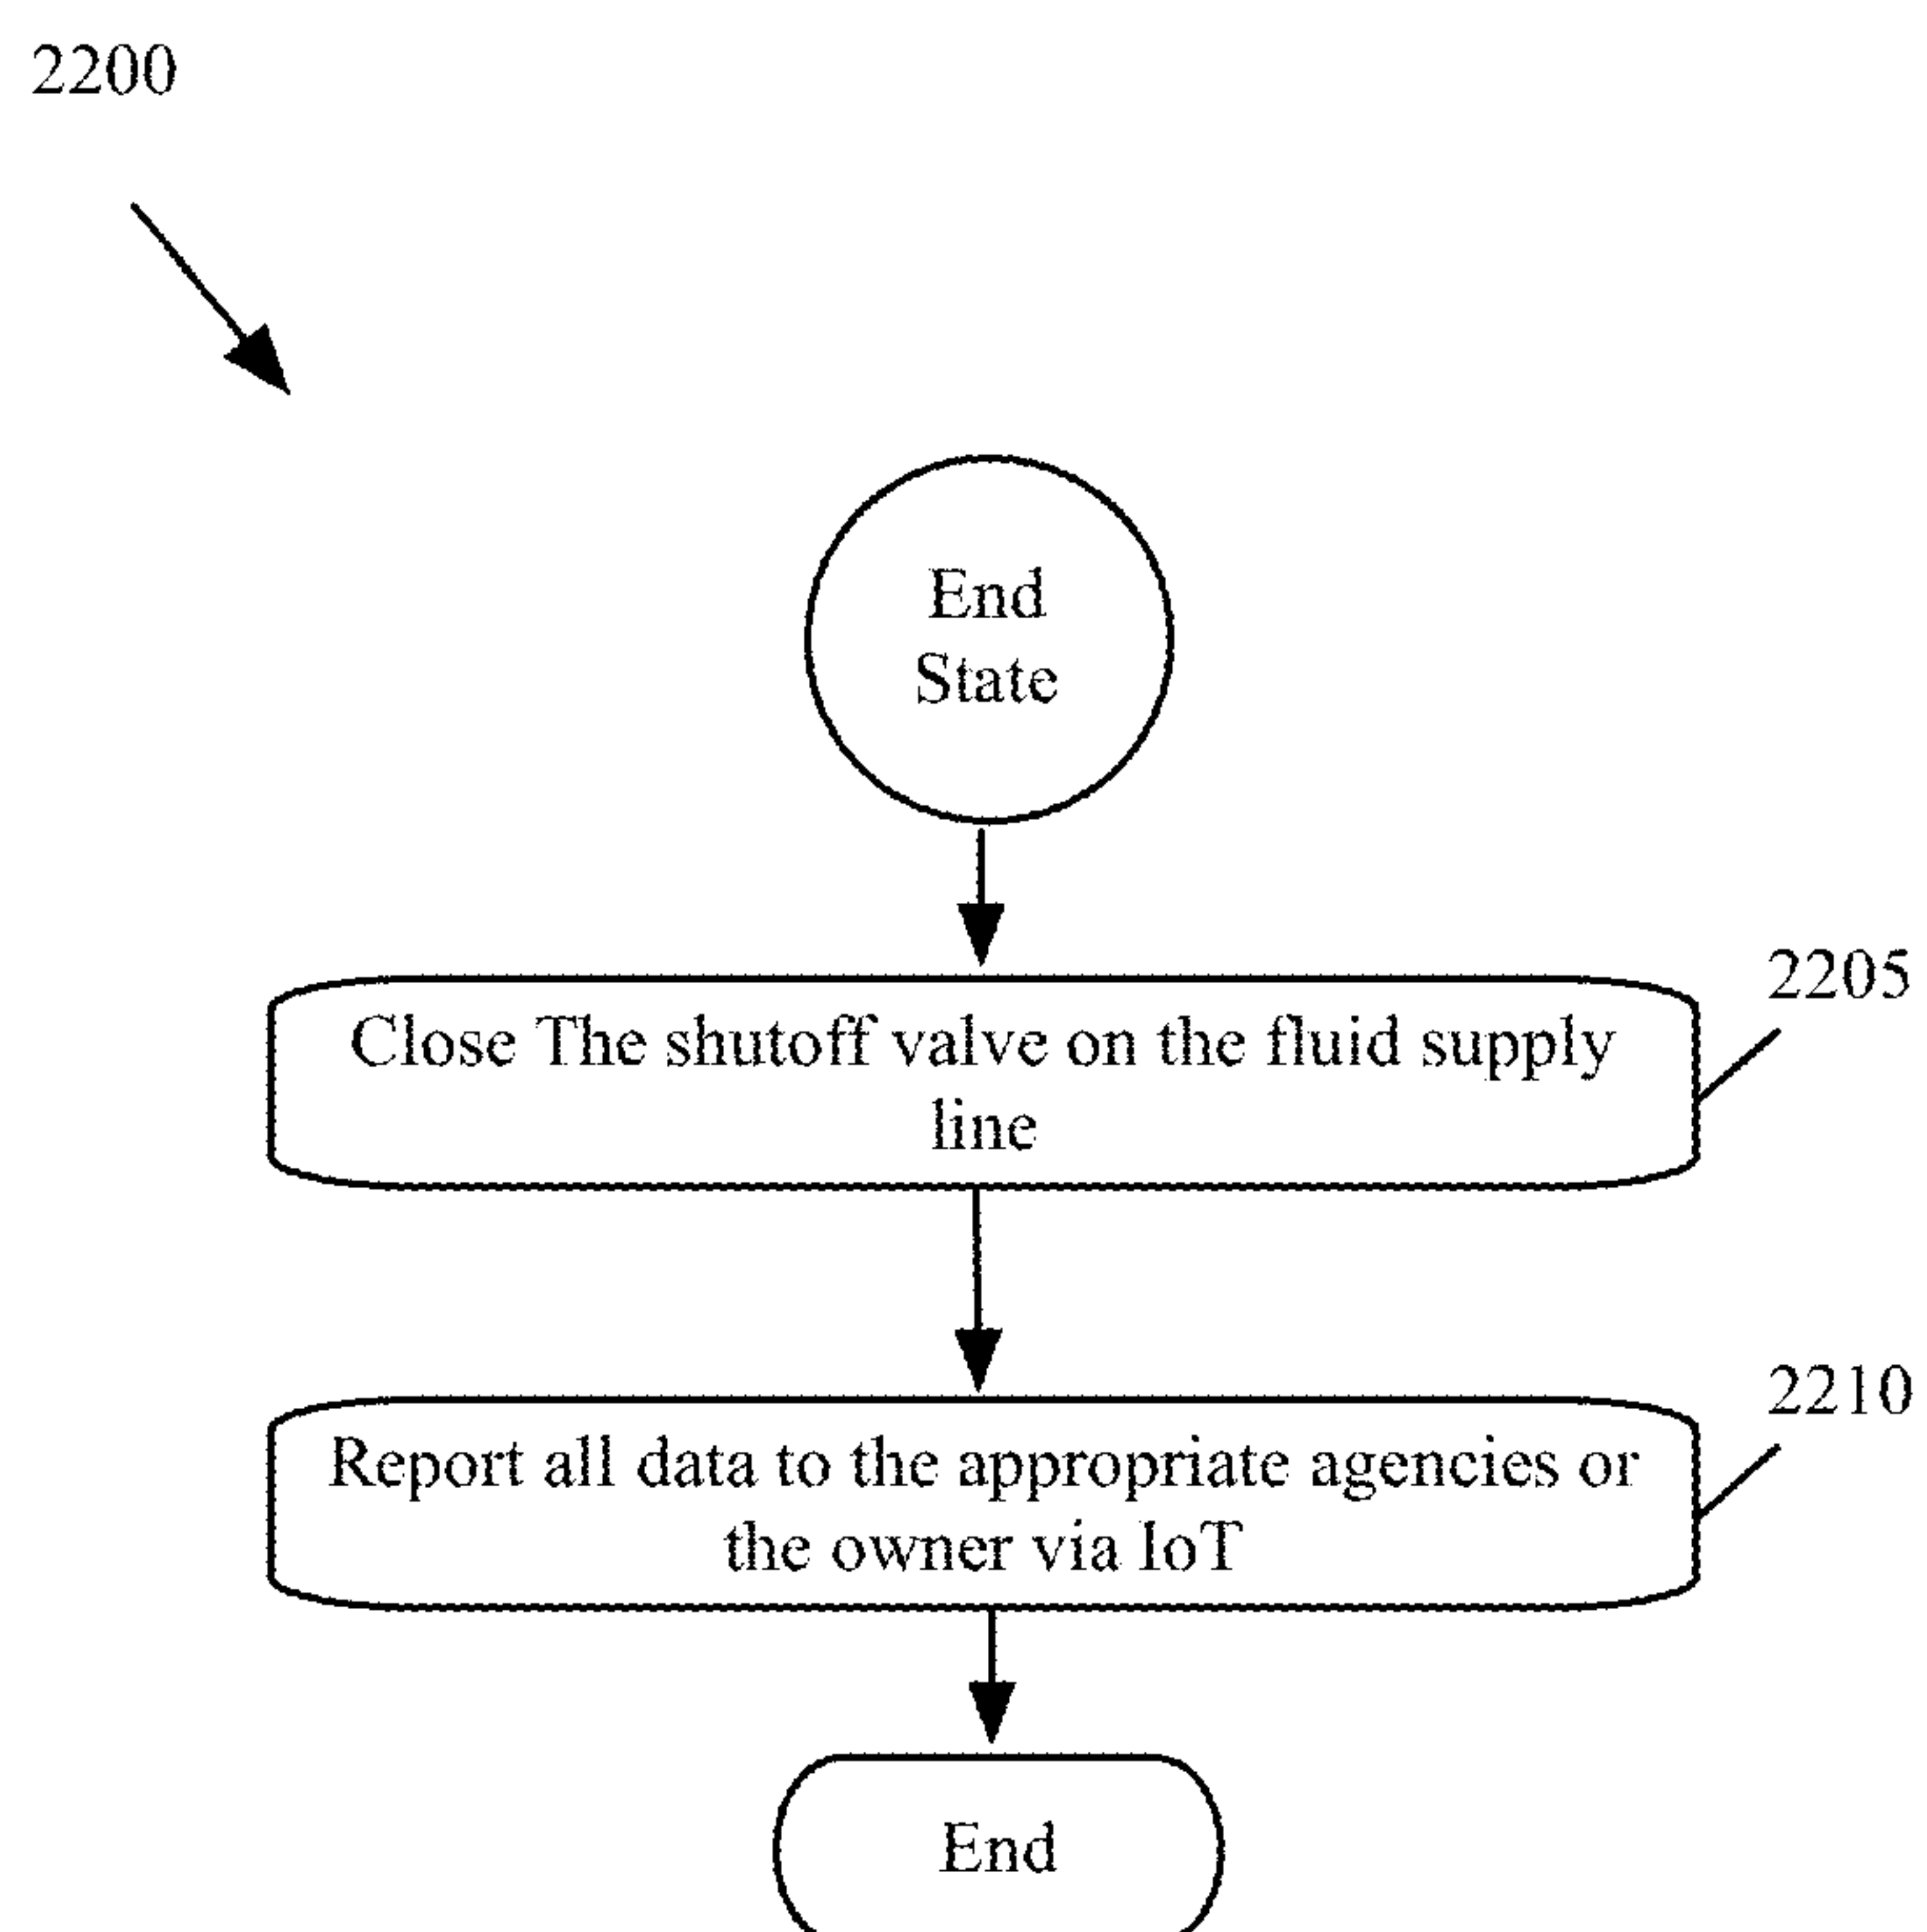 2200
End
State
2205
Close The shutoff valve on the fluid supply
line
2210
Report all data to the appropriate agencies or
the owner via IoT
End